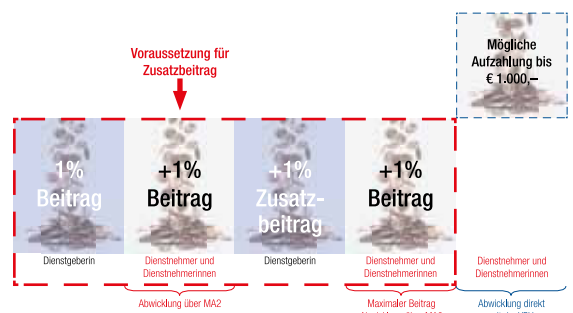 Voraussetzung für
Zusatzbeitrag
Mögliche
Aufzahlung bis
€ 1.000,–
1%
Beitrag
+1%
Beitrag
+1%
Zusatz-
beitrag
+1%
Beitrag
Dienstgeberin
Dienstnehmer und
Dienstnehmerinnen
Dienstgeberin
Dienstnehmer und
Dienstnehmerinnen
Dienstnehmer und
Dienstnehmerinnen
Abwicklung über MA2
Maximaler Beitrag
Abwicklung direkt